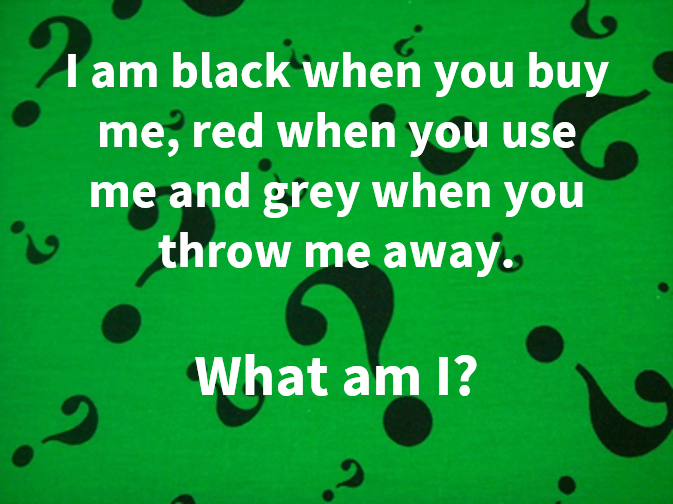 I am black when you buy
me, red when you use
me and grey when you
throw me away.
What am I?